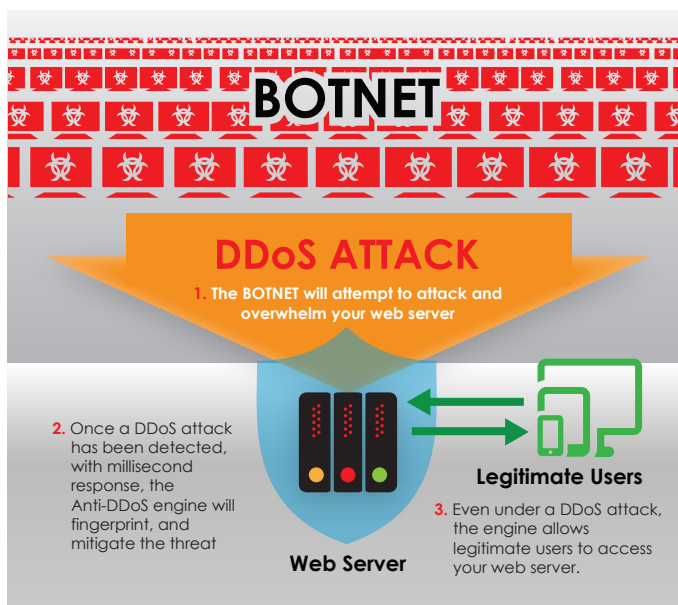 BOTNET
DDoS ATTACK
1. The BOTNET will attempt to attack and
overwhelm your web server
2. Once a DDoS attack
has been detected,
with millisecond
response, the
Anti-DDoS engine will
fingerprint, and
mitigate the threat
Web Server
Legitimate Users
3. Even under a DDoS attack,
the engine allows
legitimate users to access
your web server.